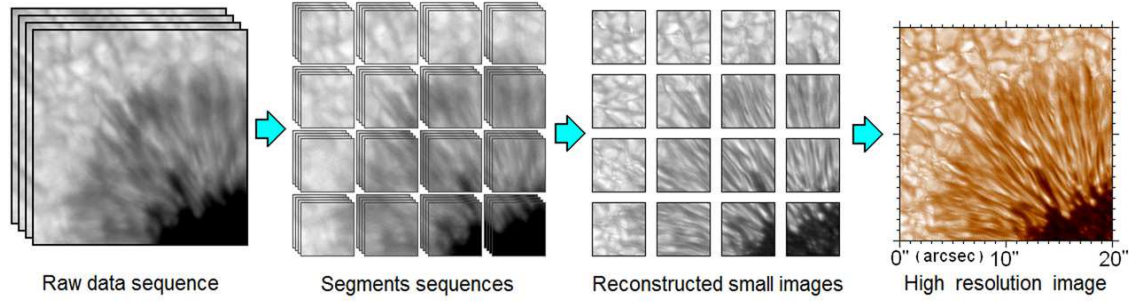 0" (arcsec) 10" 20"
Raw data sequence
Segments sequences
Reconstructed small images
High resolution image